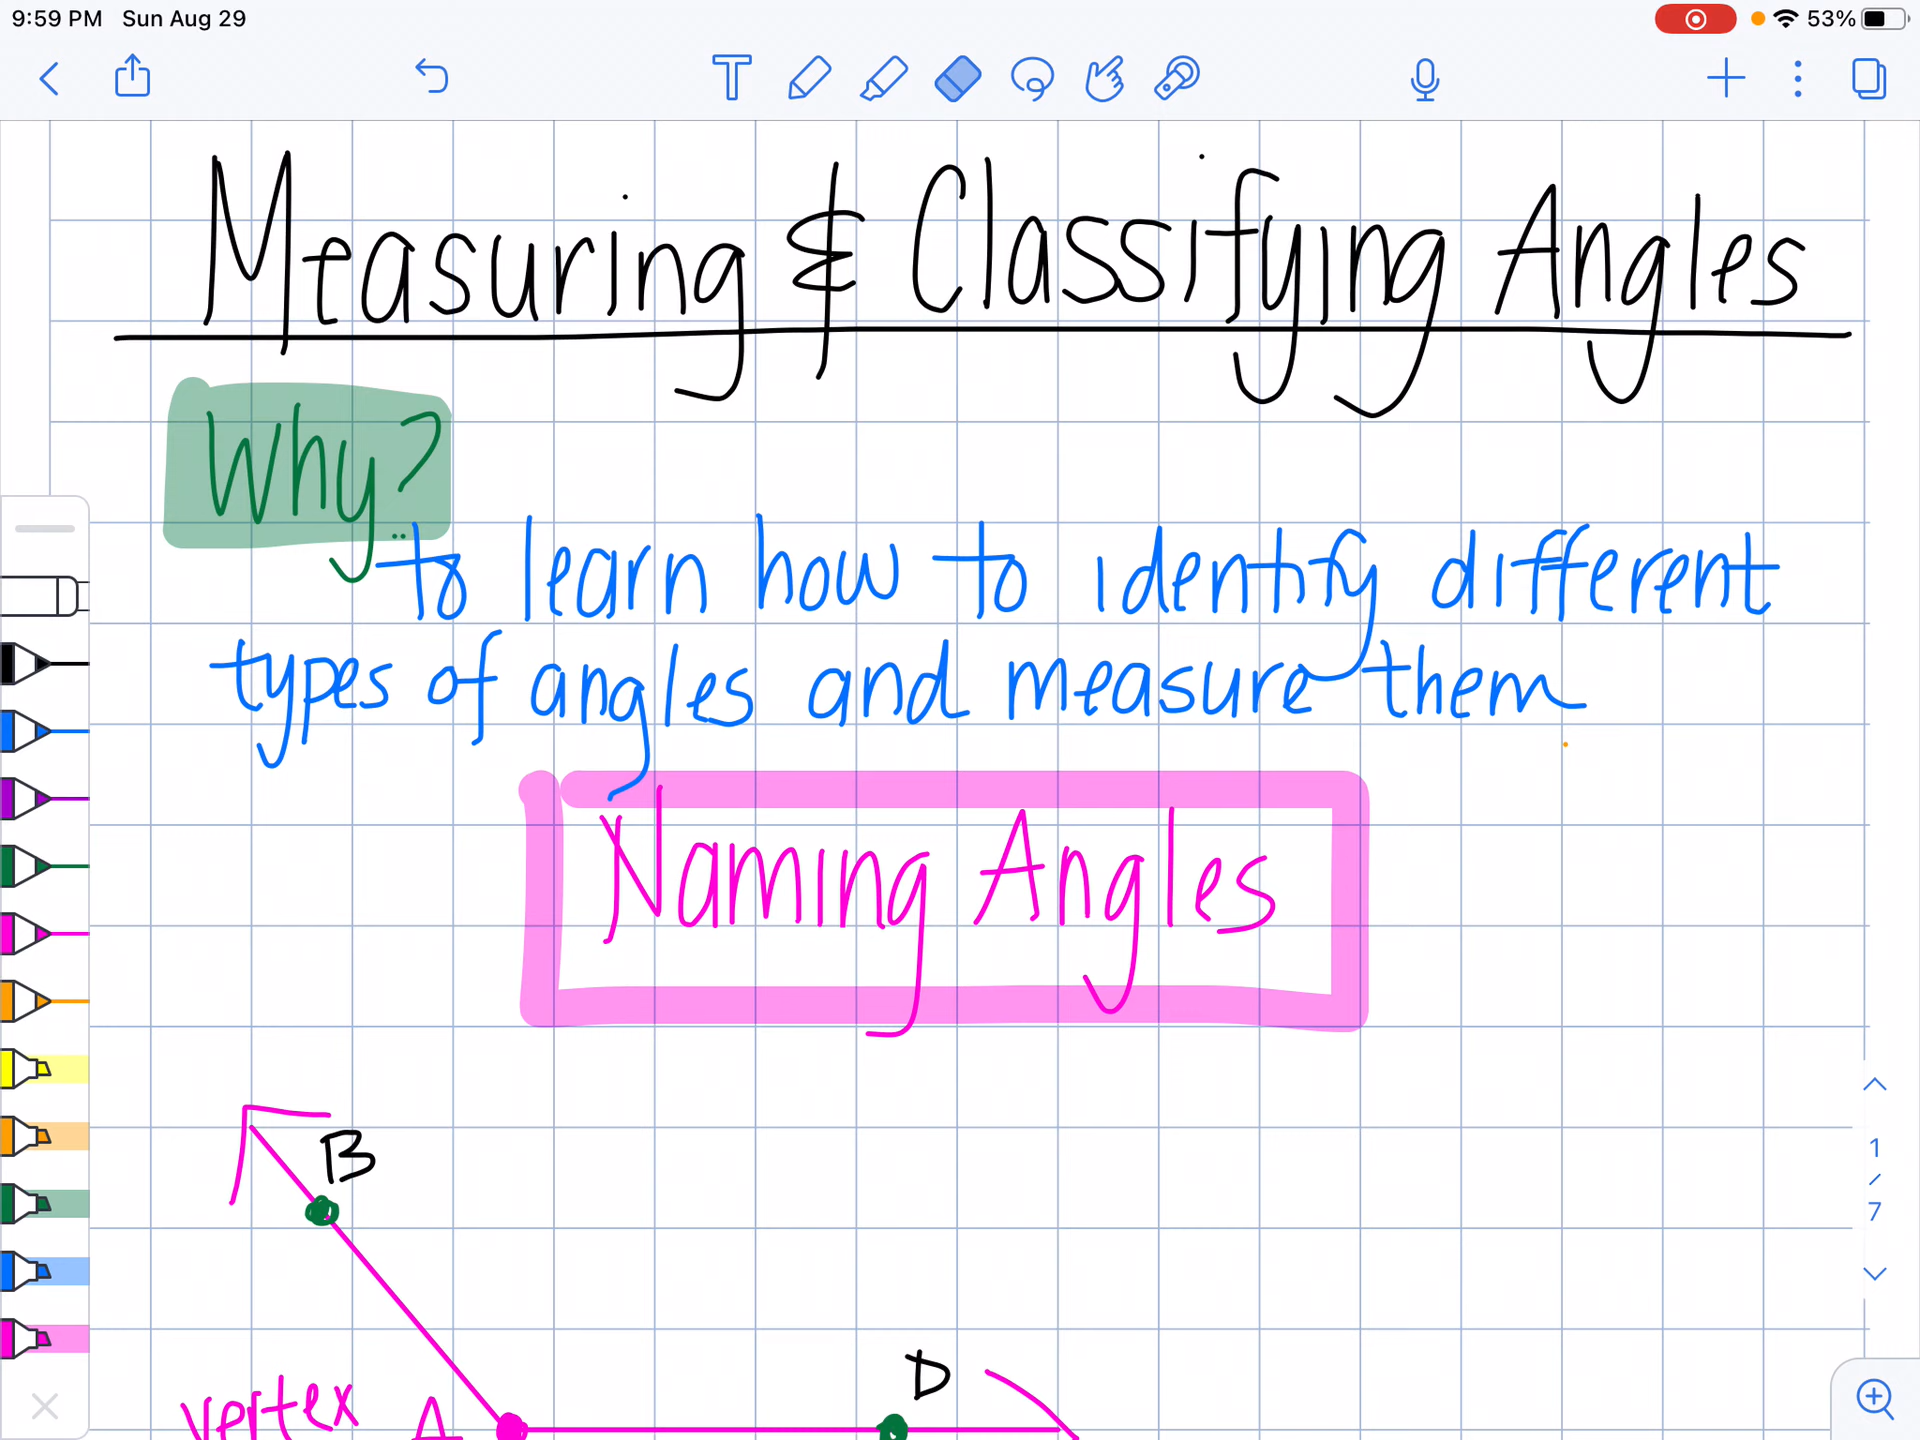 9:59 PM Sun Aug 29
53%
Measuring & Classifying Angles
Why?
to learn how to identify different
types of angles and measure them
Naming Angles
B
D
vertex A
1
/
7